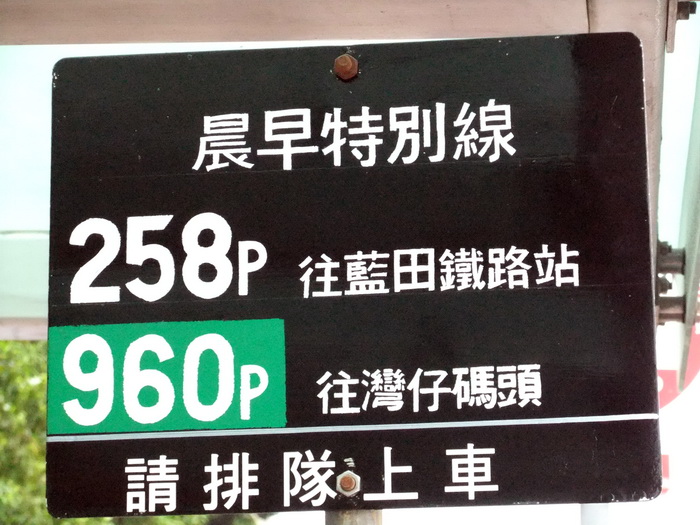 晨早特別線
258P 往藍田鐵路站
960P 往灣仔碼頭
請排隊上車